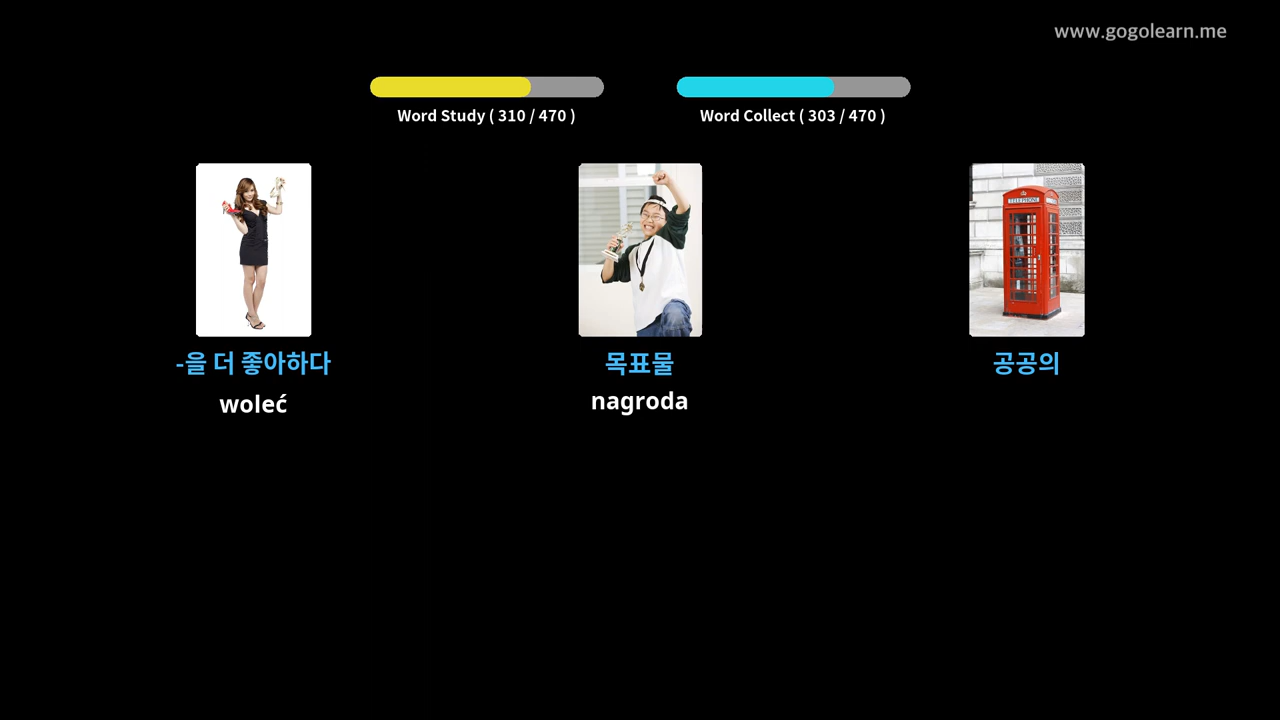 www.gogolearn.me
Word Study ( 310 / 470 )
Word Collect ( 303 / 470 )
TELEPHONE
-을 더 좋아하다
목표물
공공의
woleć
nagroda